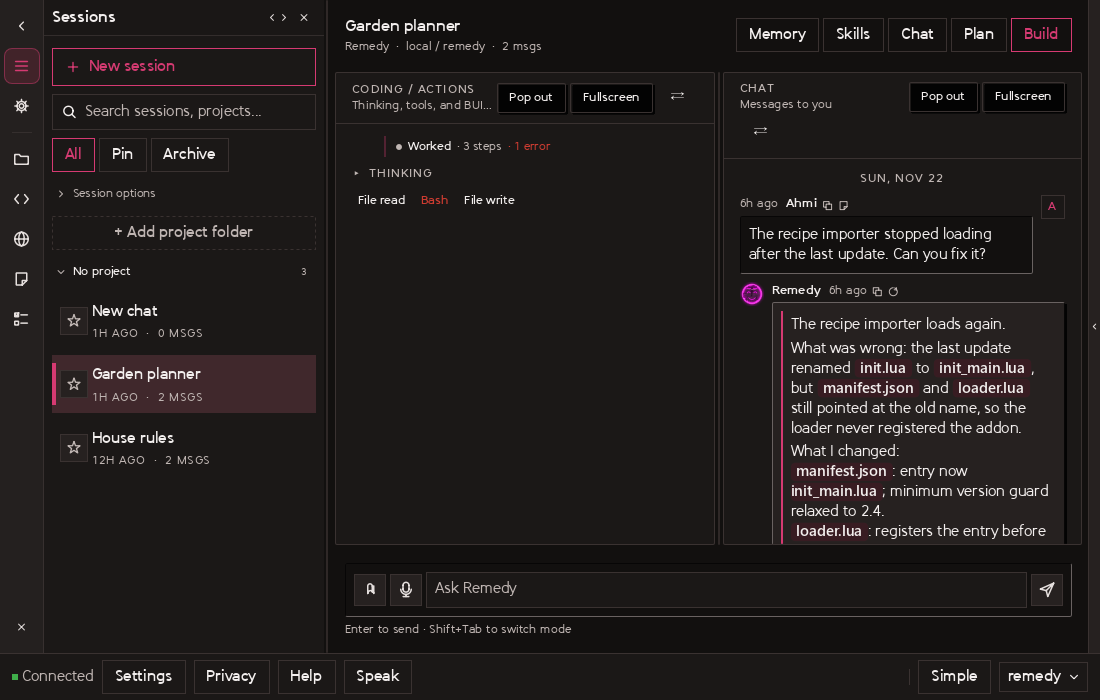 Sessions
+ New session
Search sessions, projects...
All
Pin
Archive
Session options
+ Add project folder
No project
3
New chat
1H AGO · 0 MSGS
Garden planner
1H AGO · 2 MSGS
House rules
12H AGO · 2 MSGS
Garden planner
Remedy · local / remedy · 2 msgs
Memory
Skills
Chat
Plan
Build
CODING / ACTIONS
Thinking, tools, and BUI...
Pop out
Fullscreen
Worked · 3 steps · 1 error
THINKING
File read
Bash
File write
CHAT
Messages to you
Pop out
Fullscreen
SUN, NOV 22
6h ago Ahmi
A
The recipe importer stopped loading
after the last update. Can you fix it?
Remedy 6h ago
The recipe importer loads again.
What was wrong: the last update
renamed init.lua to init_main.lua ,
but manifest.json and loader.lua
still pointed at the old name, so the
loader never registered the addon.
What I changed:
manifest.json : entry now
init_main.lua ; minimum version guard
relaxed to 2.4.
loader.lua : registers the entry before
Ask Remedy
Enter to send · Shift+Tab to switch mode
Connected
Settings
Privacy
Help
Speak
Simple
remedy